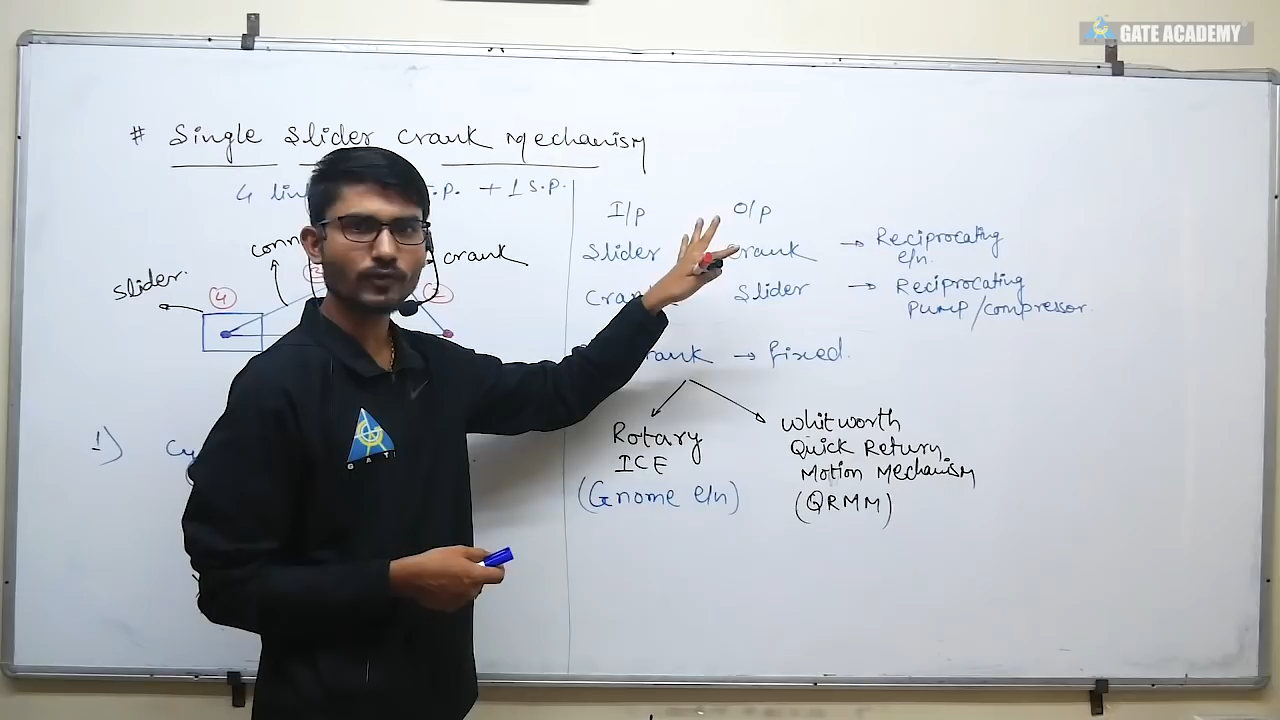 GATE ACADEMY
# Single Slider Crank Mechanism
4 + 1 S.P.
slider.
crank
4
1)
I/p O/p
Slider Crank → Reciprocating e/n.
Slider → Reciprocating Pump/compressor.
→ fixed.
Rotary
ICE
(Gnome e/n)
Whitworth
Quick Return
Motion Mechanism
(QRMM)
GATE